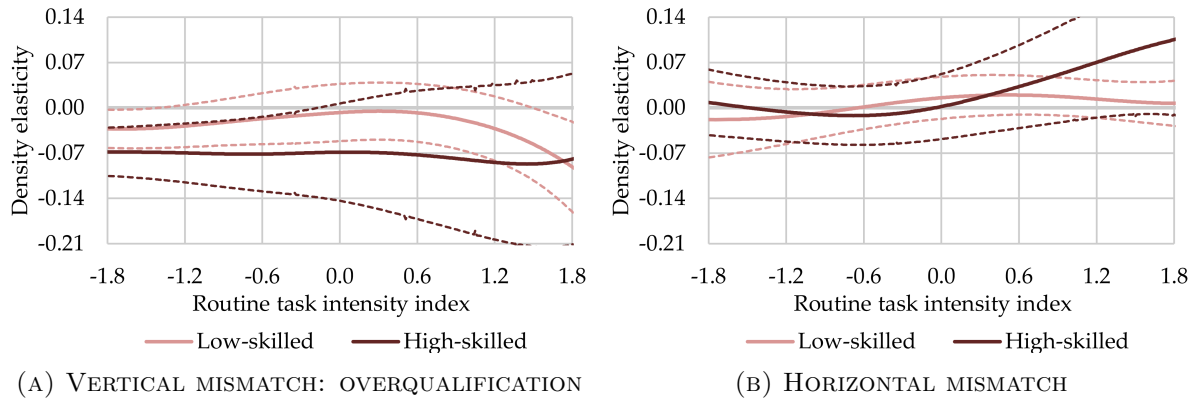 Density elasticity
0.14
0.07
0.00
-0.07
-0.14
-0.21
-1.8 -1.2 -0.6 0.0 0.6 1.2 1.8
Routine task intensity index
Low-skilled High-skilled
(A) VERTICAL MISMATCH: OVERQUALIFICATION
Density elasticity
0.14
0.07
0.00
-0.07
-0.14
-0.21
-1.8 -1.2 -0.6 0.0 0.6 1.2 1.8
Routine task intensity index
Low-skilled High-skilled
(B) HORIZONTAL MISMATCH